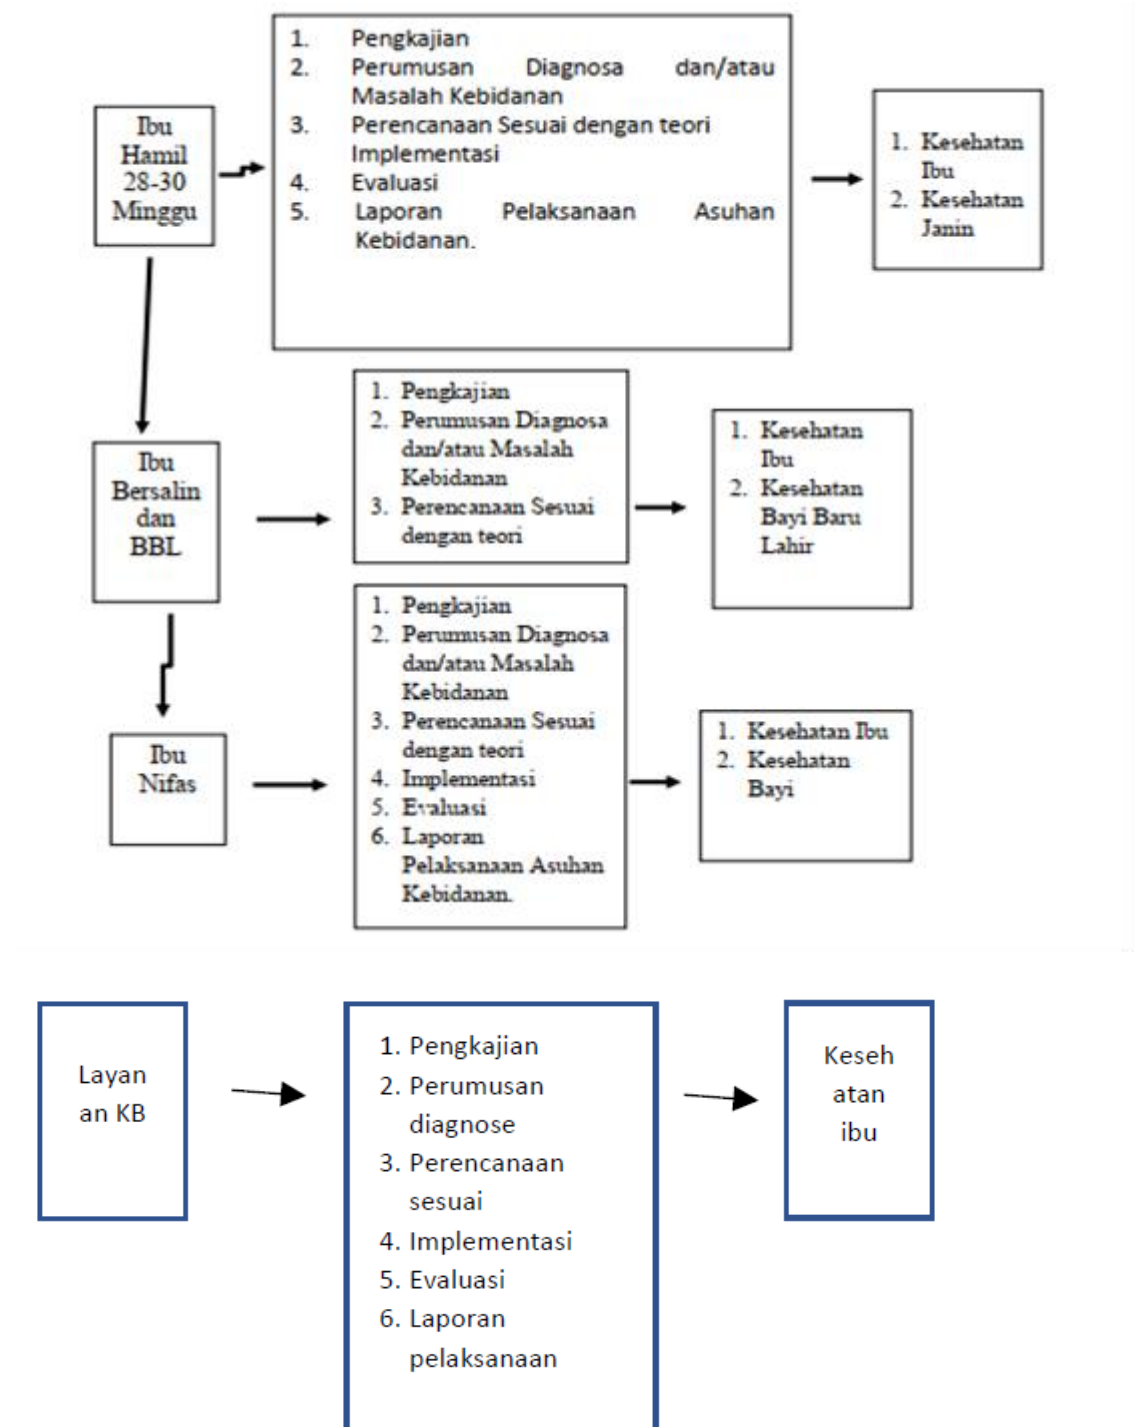 Ibu
Hamil
28-30
Minggu
1. Pengkajian
2. Perumusan Diagnosa dan/atau
Masalah Kebidanan
3. Perencanaan Sesuai dengan teori
Implementasi
4. Evaluasi
5. Laporan Pelaksanaan Asuhan
Kebidanan.
1. Kesehatan
Ibu
2. Kesehatan
Janin
Ibu
Bersalin
dan
BBL
1. Pengkajian
2. Perumusan Diagnosa
dan/atau Masalah
Kebidanan
3. Perencanaan Sesuai
dengan teori
1. Kesehatan
Ibu
2. Kesehatan
Bayi Baru
Lahir
Ibu
Nifas
1. Pengkajian
2. Perumusan Diagnosa
dan/atau Masalah
Kebidanan
3. Perencanaan Sesuai
dengan teori
4. Implementasi
5. Evaluasi
6. Laporan
Pelaksanaan Asuhan
Kebidanan.
1. Kesehatan Ibu
2. Kesehatan
Bayi
Layan
an KB
1. Pengkajian
2. Perumusan
diagnose
3. Perencanaan
sesuai
4. Implementasi
5. Evaluasi
6. Laporan
pelaksanaan
Keseh
atan
ibu